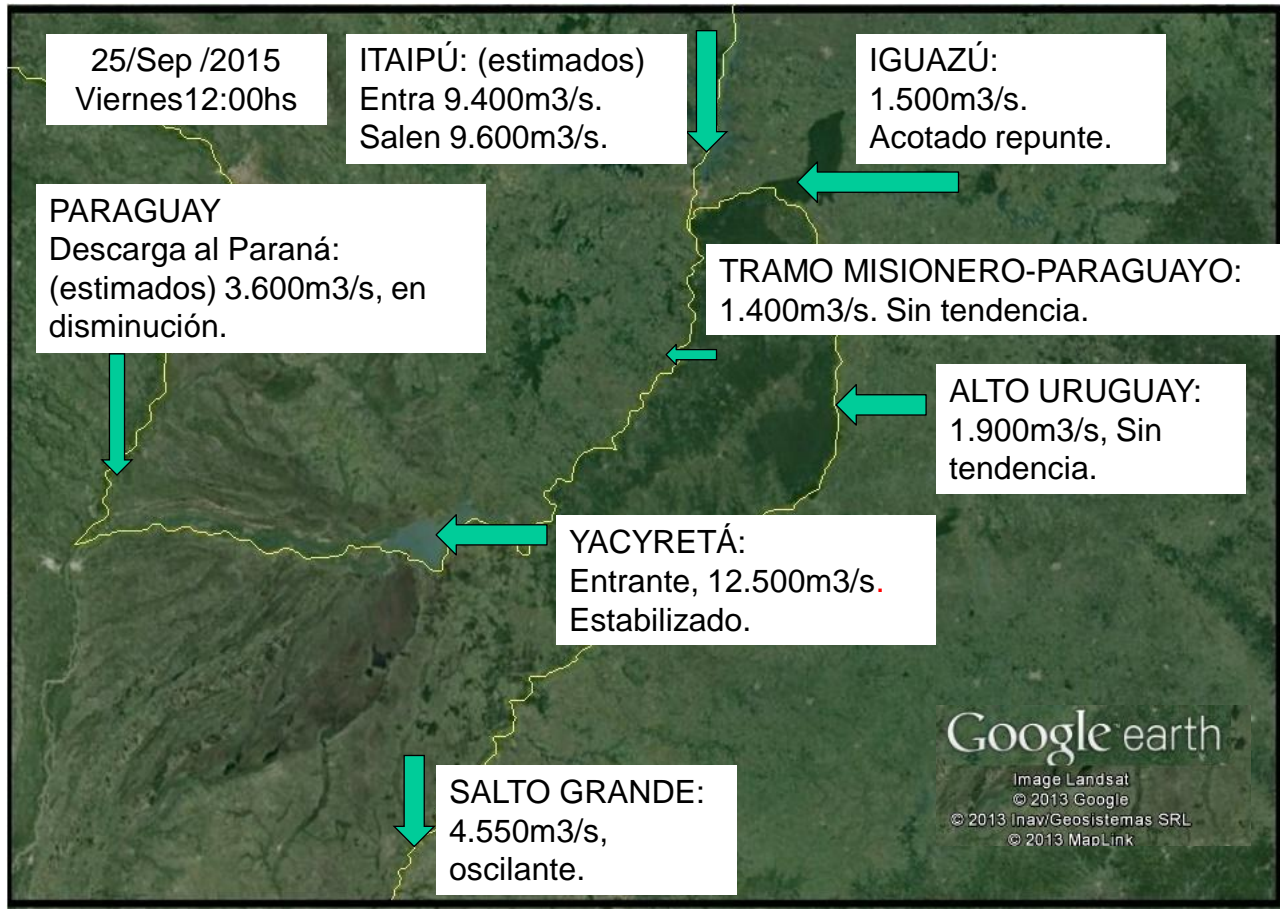 25/Sep /2015
Viernes12:00hs
ITAIPÚ: (estimados)
Entra 9.400m3/s.
Salen 9.600m3/s.
IGUAZÚ:
1.500m3/s.
Acotado repunte.
PARAGUAY
Descarga al Paraná:
(estimados) 3.600m3/s, en
disminución.
TRAMO MISIONERO-PARAGUAYO:
1.400m3/s. Sin tendencia.
ALTO URUGUAY:
1.900m3/s, Sin
tendencia.
YACYRETÁ:
Entrante, 12.500m3/s.
Estabilizado.
SALTO GRANDE:
4.550m3/s,
oscilante.
Google earth
Image Landsat
© 2013 Google
© 2013 Inav/Geosistemas SRL
© 2013 MapLink